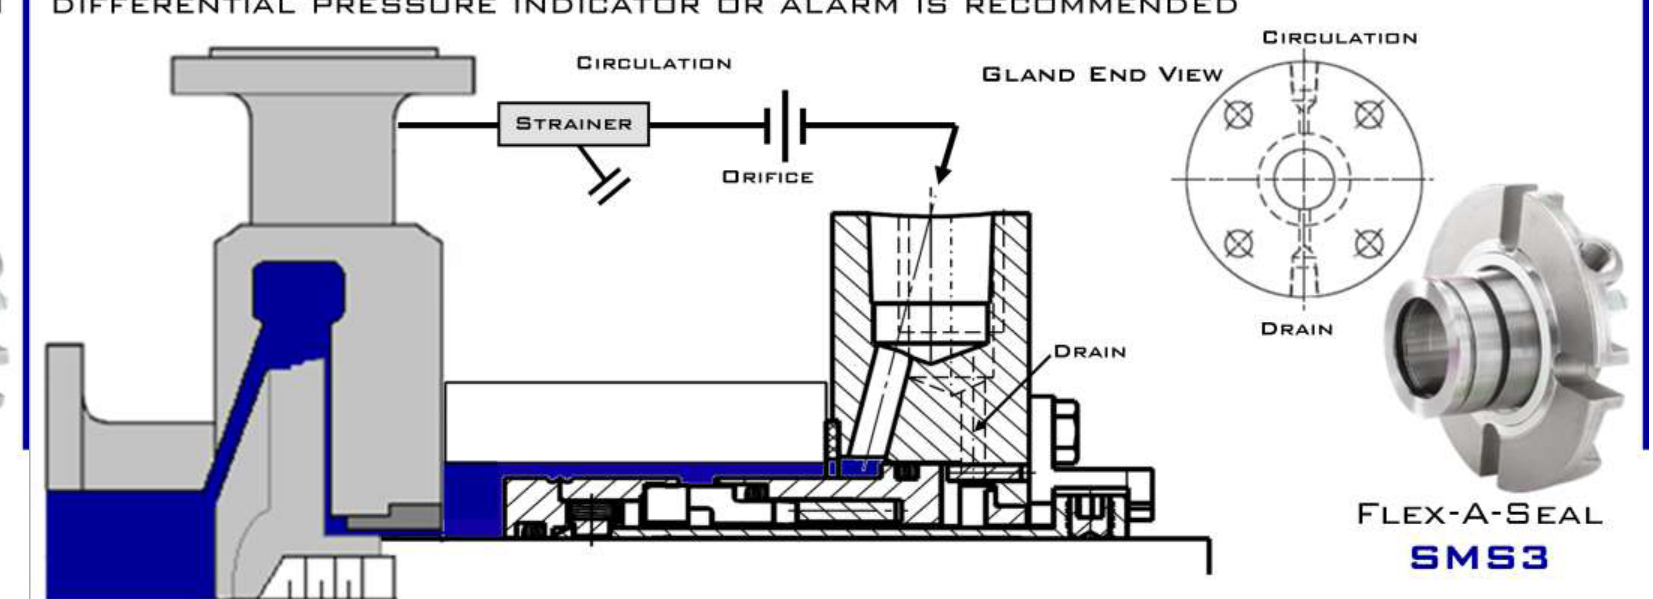 DIFFERENTIAL PRESSURE INDICATOR OR ALARM IS RECOMMENDED
CIRCULATION
STRAINER
ORIFICE
GLAND END VIEW
CIRCULATION
DRAIN
DRAIN
FLEX-A-SEAL
SMS3